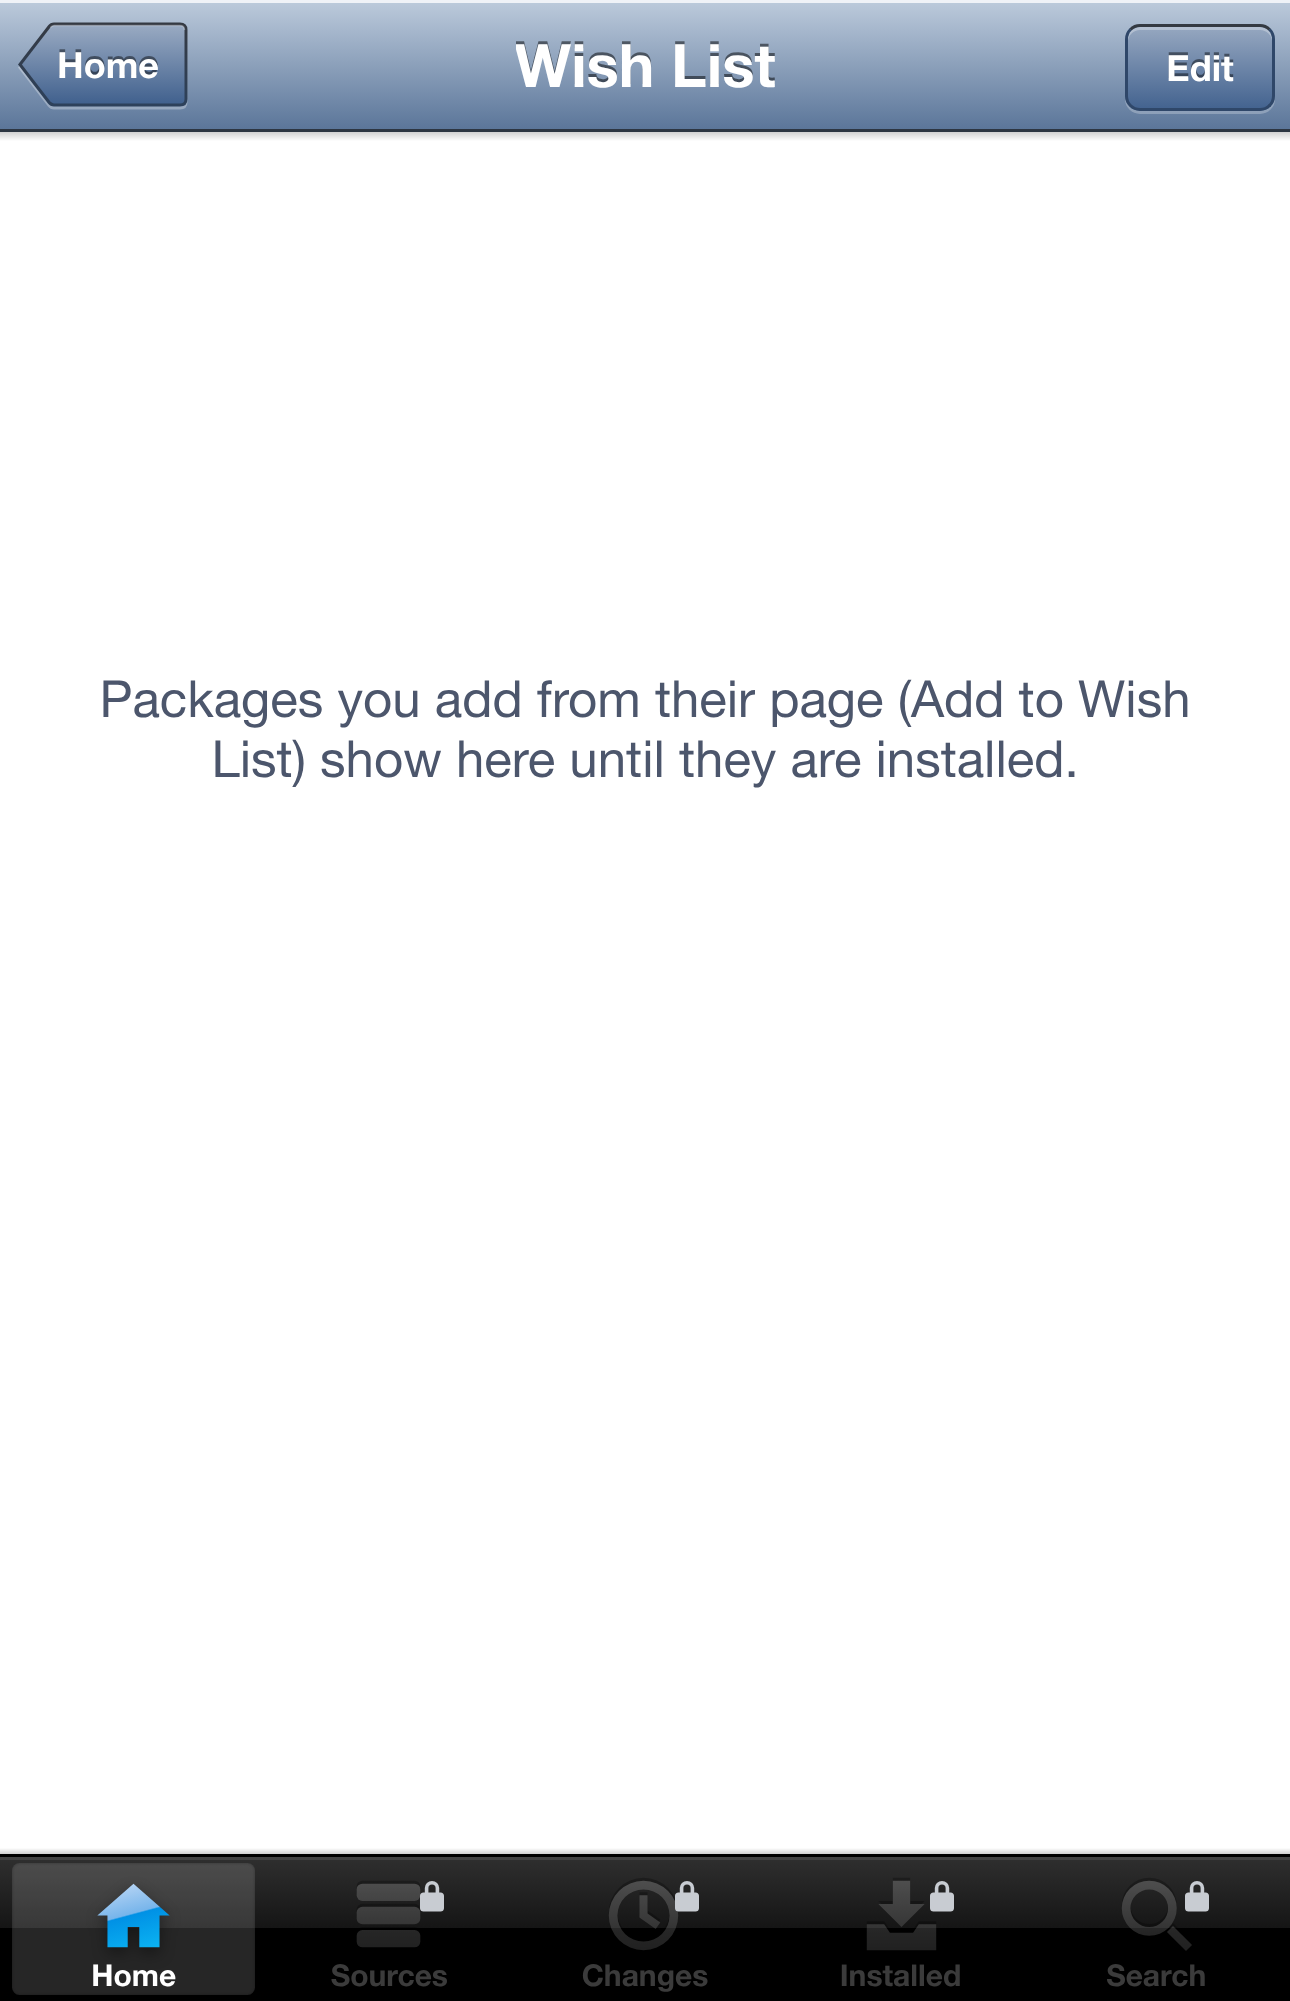 Home
Wish List
Edit
Packages you add from their page (Add to Wish
List) show here until they are installed.
Home
Sources
Changes
Installed
Search